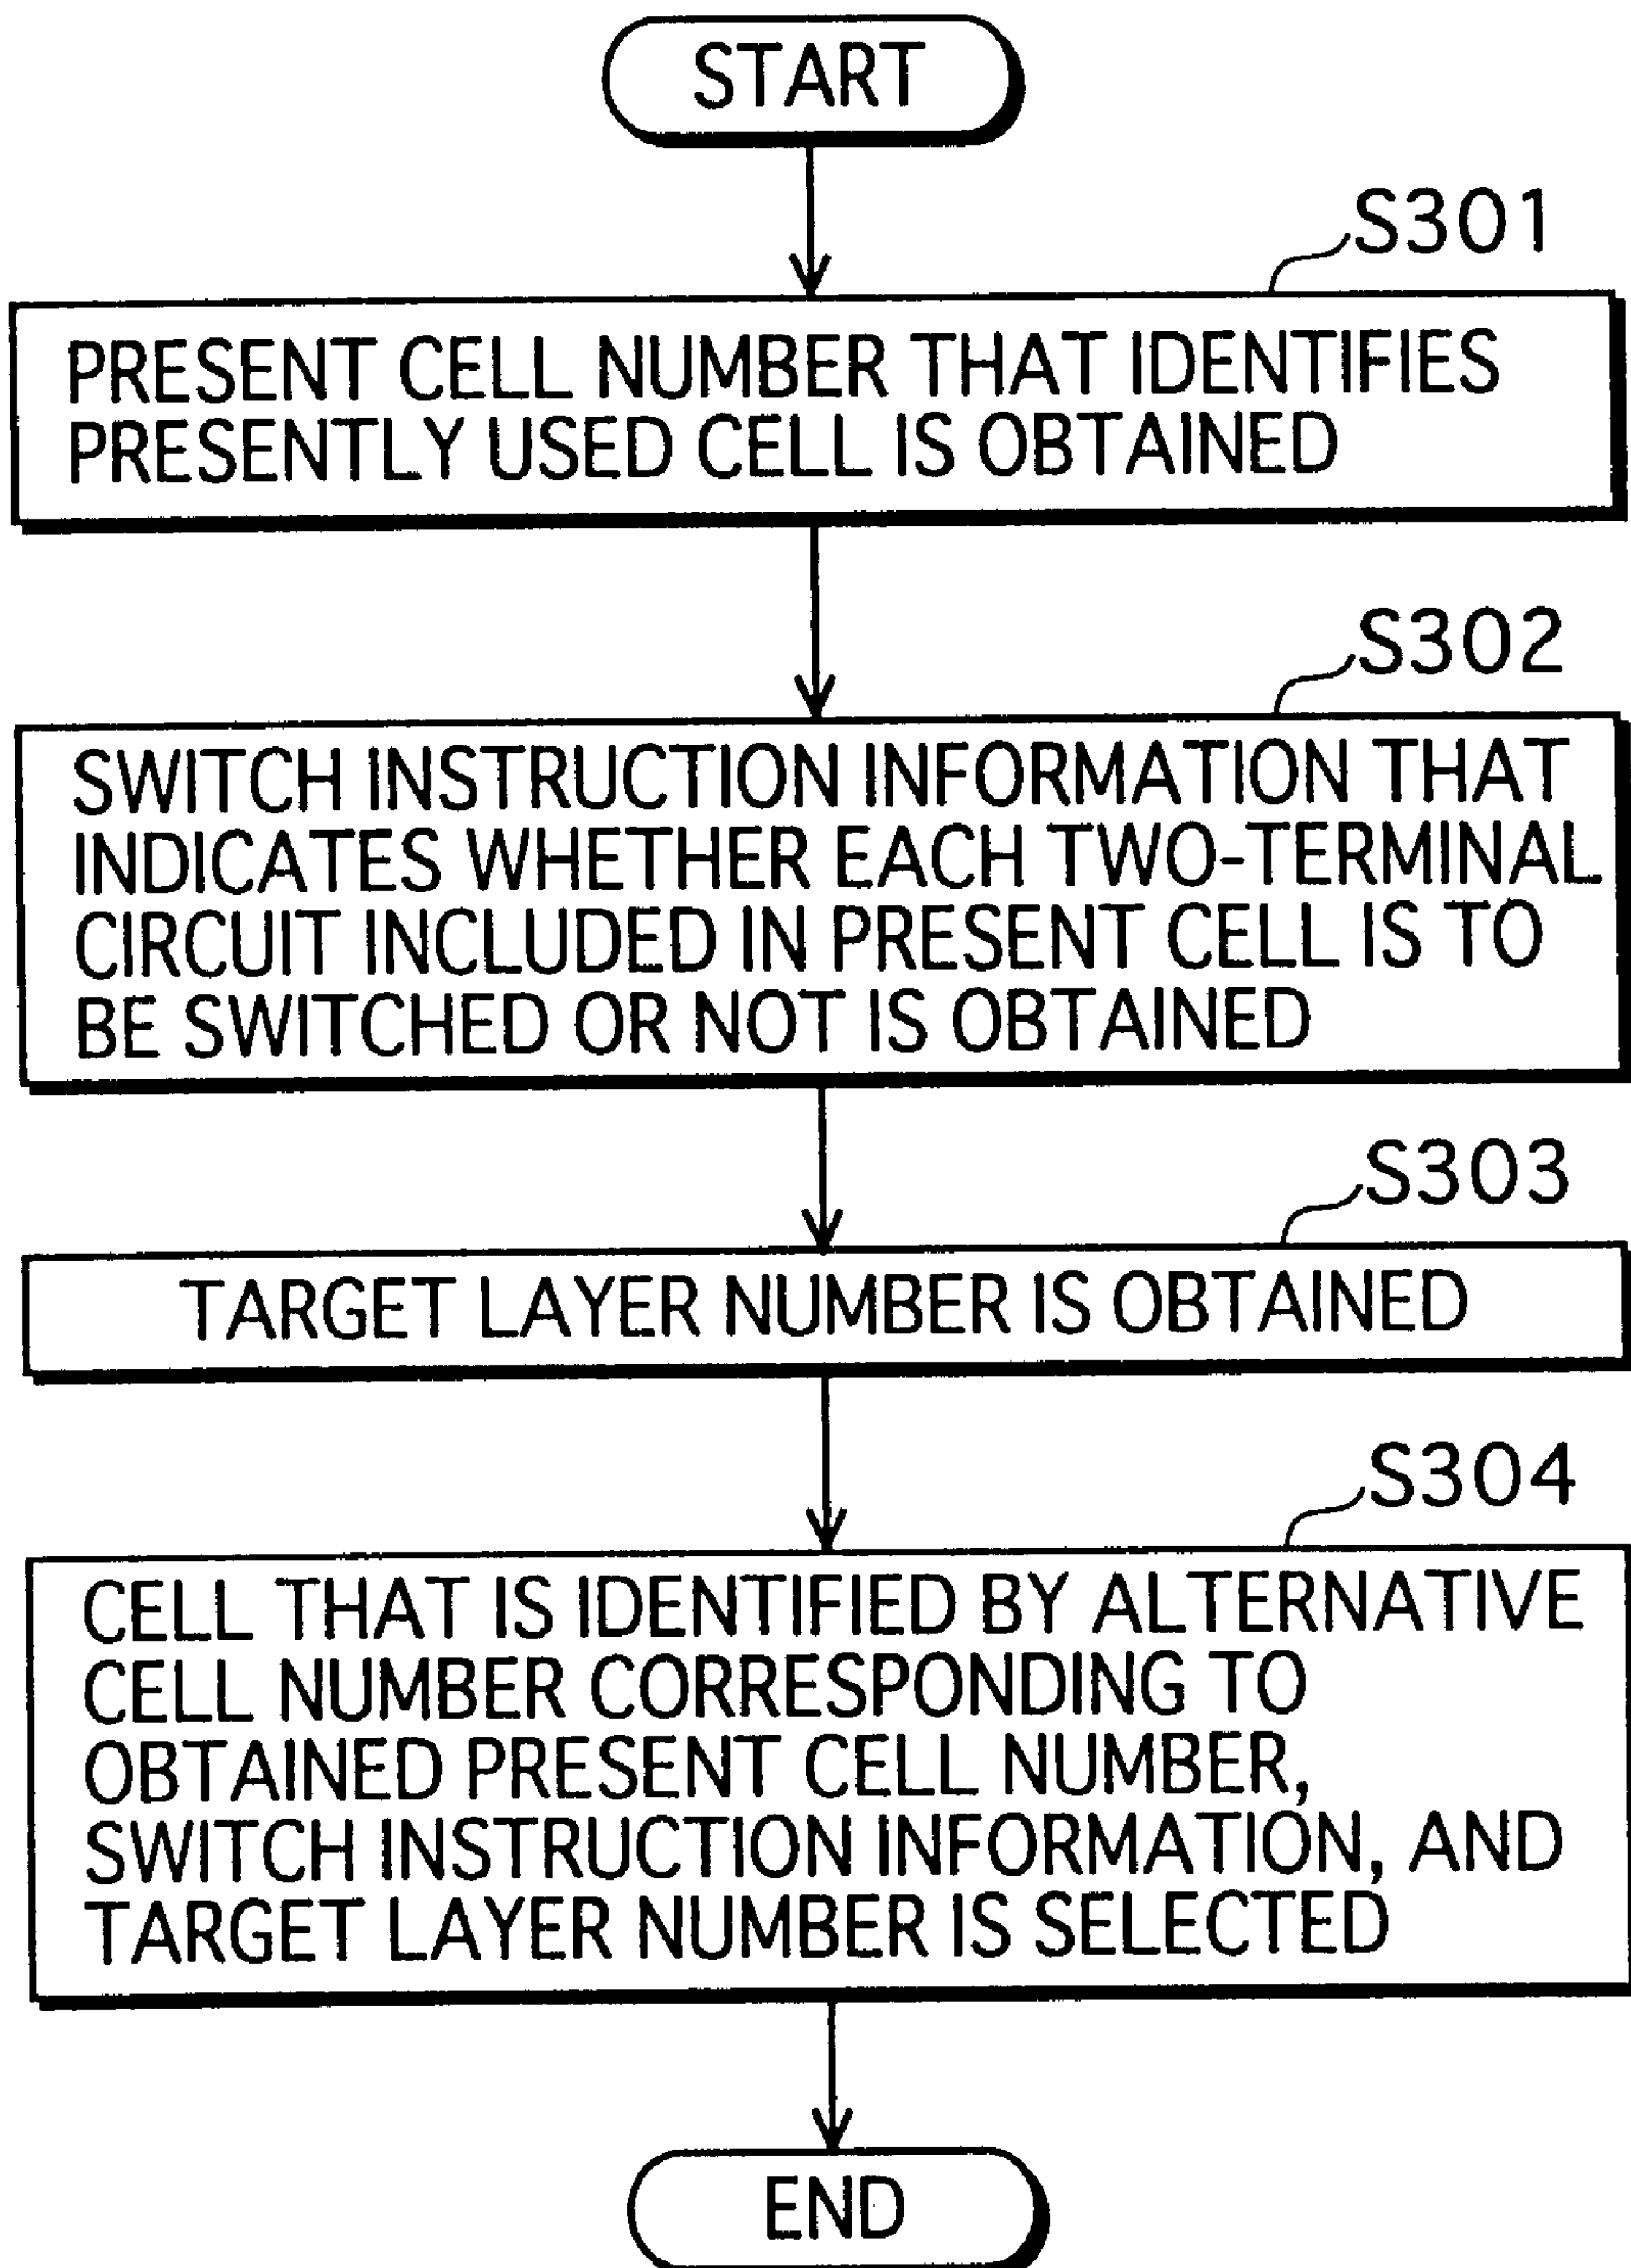 START
S301
PRESENT CELL NUMBER THAT IDENTIFIES
PRESENTLY USED CELL IS OBTAINED
S302
SWITCH INSTRUCTION INFORMATION THAT
INDICATES WHETHER EACH TWO-TERMINAL
CIRCUIT INCLUDED IN PRESENT CELL IS TO
BE SWITCHED OR NOT IS OBTAINED
S303
TARGET LAYER NUMBER IS OBTAINED
S304
CELL THAT IS IDENTIFIED BY ALTERNATIVE
CELL NUMBER CORRESPONDING TO
OBTAINED PRESENT CELL NUMBER,
SWITCH INSTRUCTION INFORMATION, AND
TARGET LAYER NUMBER IS SELECTED
END